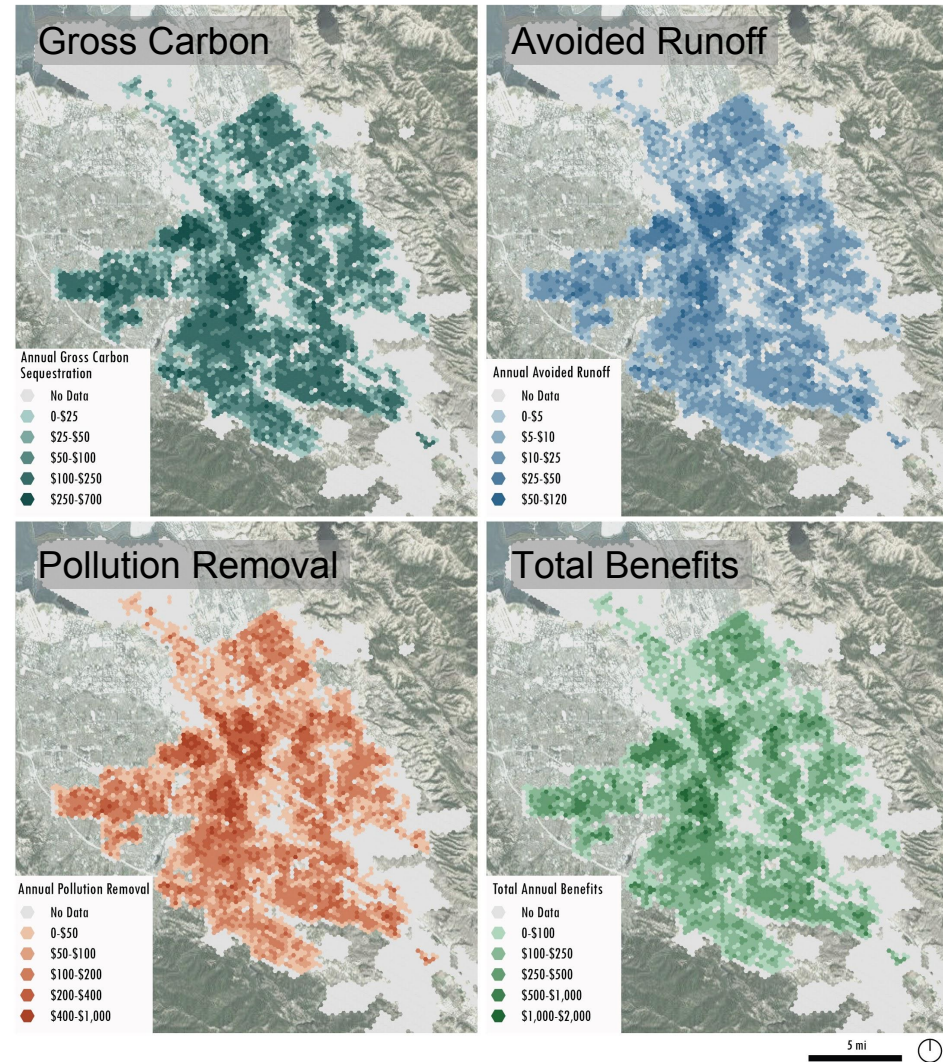 Gross Carbon
Annual Gross Carbon
Sequestration
No Data
0-$25
$25-$50
$50-$100
$100-$250
$250-$700
Avoided Runoff
Annual Avoided Runoff
No Data
0-$5
$5-$10
$10-$25
$25-$50
$50-$120
Pollution Removal
Annual Pollution Removal
No Data
0-$50
$50-$100
$100-$200
$200-$400
$400-$1,000
Total Benefits
Total Annual Benefits
No Data
0-$100
$100-$250
$250-$500
$500-$1,000
$1,000-$2,000
5 mi